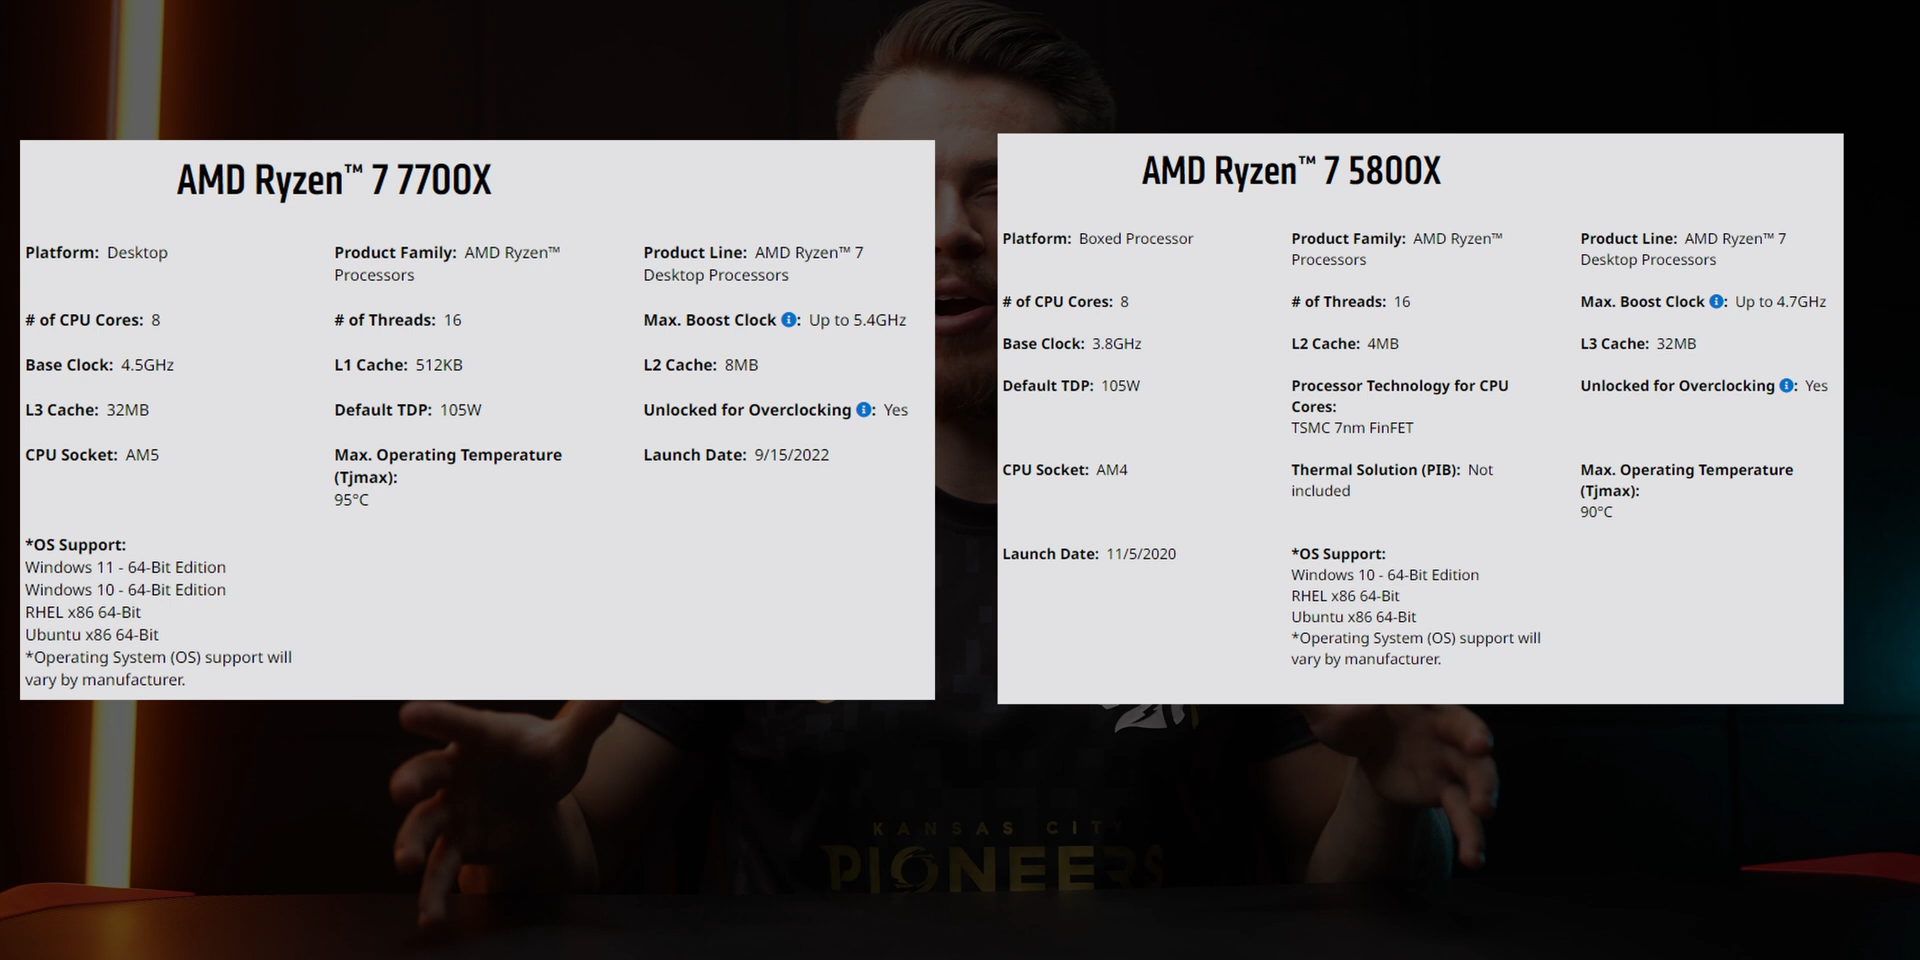 AMD Ryzen™ 7 7700X
Platform: Desktop
Product Family: AMD Ryzen™
Processors
Product Line: AMD Ryzen™ 7
Desktop Processors
# of CPU Cores: 8
# of Threads: 16
Max. Boost Clock i: Up to 5.4GHz
Base Clock: 4.5GHz
L1 Cache: 512KB
L2 Cache: 8MB
L3 Cache: 32MB
Default TDP: 105W
Unlocked for Overclocking i: Yes
CPU Socket: AM5
Max. Operating Temperature
(Tjmax):
95°C
Launch Date: 9/15/2022
*OS Support:
Windows 11 - 64-Bit Edition
Windows 10 - 64-Bit Edition
RHEL x86 64-Bit
Ubuntu x86 64-Bit
*Operating System (OS) support will
vary by manufacturer.
AMD Ryzen™ 7 5800X
Platform: Boxed Processor
Product Family: AMD Ryzen™
Processors
Product Line: AMD Ryzen™ 7
Desktop Processors
# of CPU Cores: 8
# of Threads: 16
Max. Boost Clock i: Up to 4.7GHz
Base Clock: 3.8GHz
L2 Cache: 4MB
L3 Cache: 32MB
Default TDP: 105W
Processor Technology for CPU
Cores:
TSMC 7nm FinFET
Unlocked for Overclocking i: Yes
CPU Socket: AM4
Thermal Solution (PIB): Not
included
Max. Operating Temperature
(Tjmax):
90°C
Launch Date: 11/5/2020
*OS Support:
Windows 10 - 64-Bit Edition
RHEL x86 64-Bit
Ubuntu x86 64-Bit
*Operating System (OS) support will
vary by manufacturer.
KANSAS CITY
PIONEERS